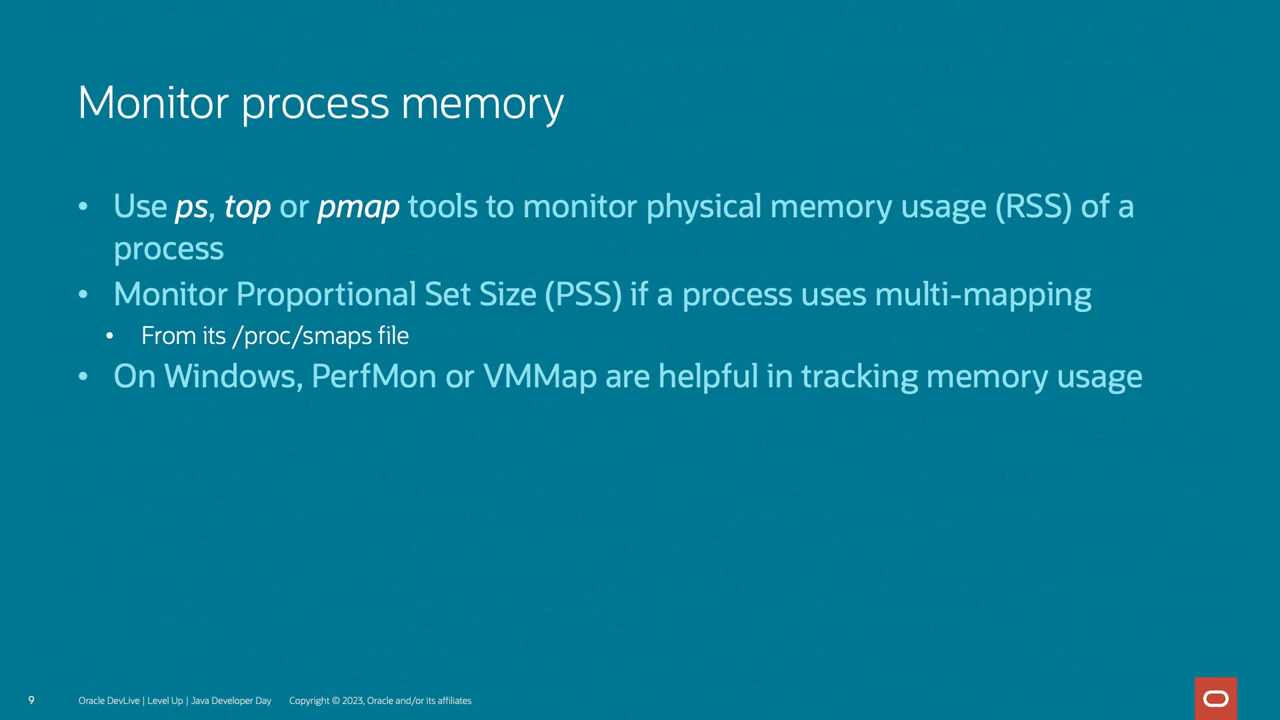 Monitor process memory
• Use ps, top or pmap tools to monitor physical memory usage (RSS) of a
process
• Monitor Proportional Set Size (PSS) if a process uses multi-mapping
• From its /proc/smaps file
• On Windows, PerfMon or VMMap are helpful in tracking memory usage
9 Oracle DevLive | Level Up | Java Developer Day Copyright © 2023, Oracle and/or its affiliates